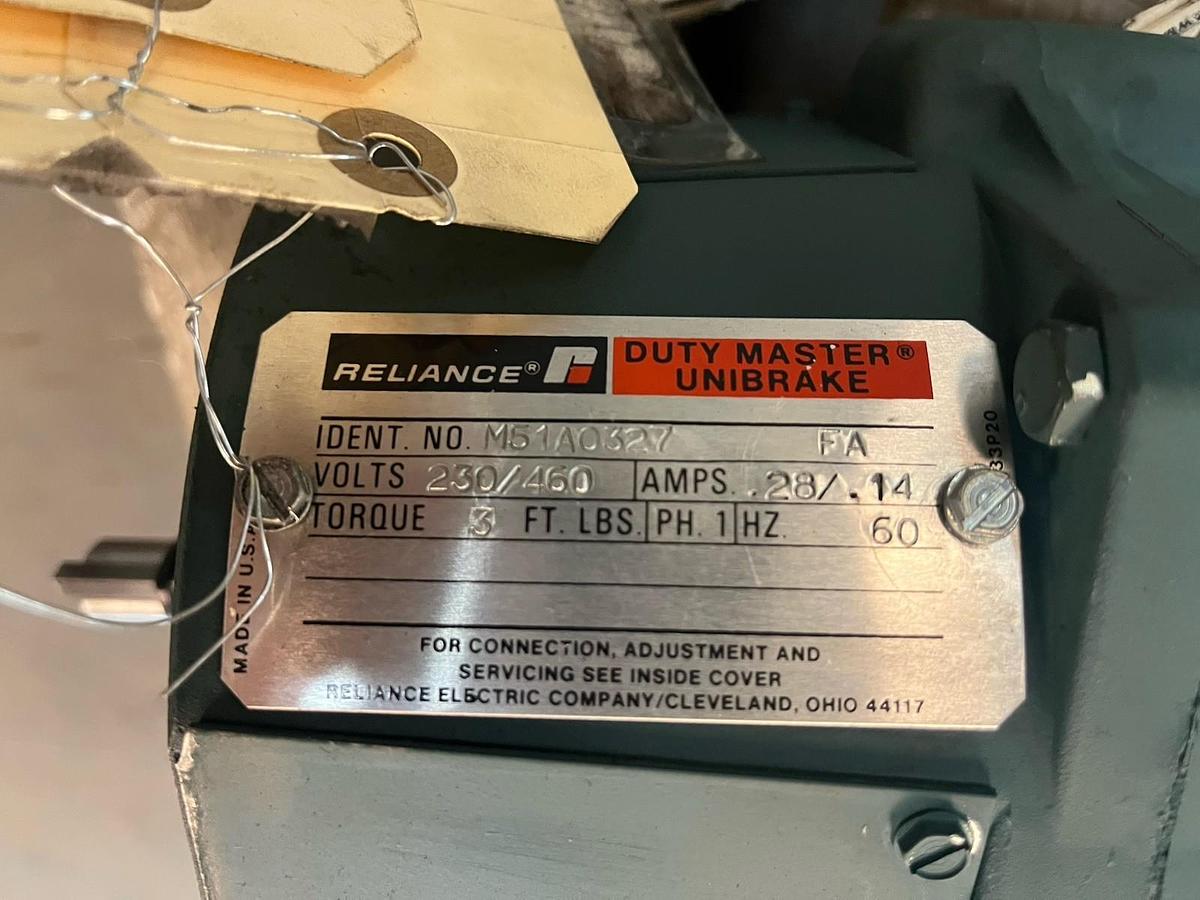 RELIANCE® R
DUTY MASTER®
UNIBRAKE
IDENT. NO. M51A0327 FA
VOLTS 230/460 AMPS. .28/.14
TORQUE 3 FT. LBS. PH. 1 HZ. 60
FOR CONNECTION, ADJUSTMENT AND
SERVICING SEE INSIDE COVER
RELIANCE ELECTRIC COMPANY/CLEVELAND, OHIO 44117
MADE IN U.S.A
33P20